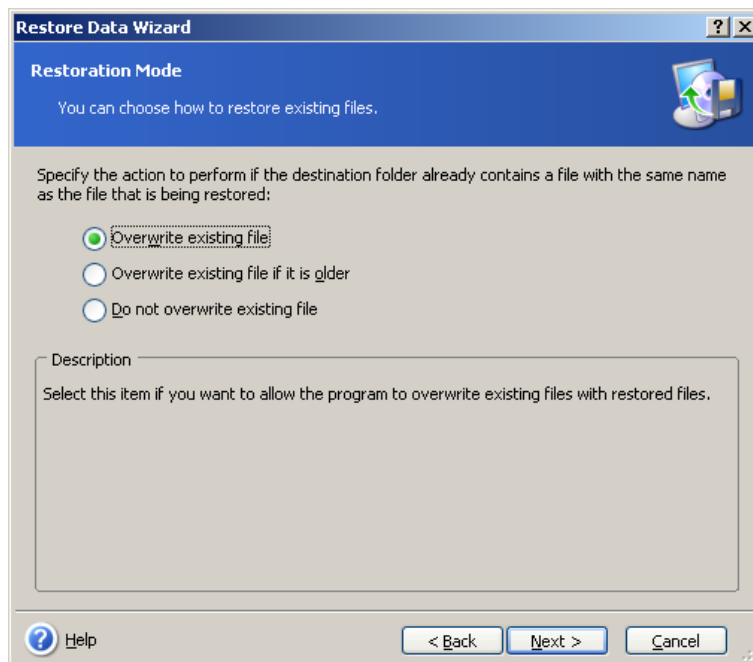 Restore Data Wizard
Restoration Mode
You can choose how to restore existing files.
Specify the action to perform if the destination folder already contains a file with the same name
as the file that is being restored:
Overwrite existing file
Overwrite existing file if it is older
Do not overwrite existing file
Description
Select this item if you want to allow the program to overwrite existing files with restored files.
Help
< Back
Next >
Cancel